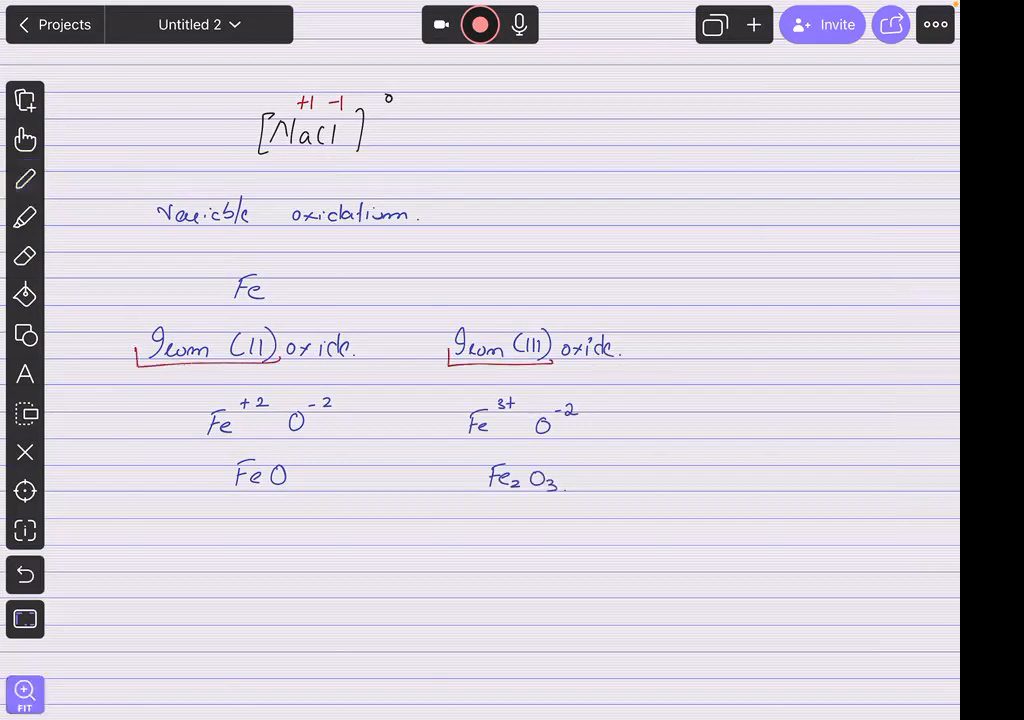 Projects Untitled 2 Invite
+1 -1 0
[NaCl]
Variable oxidation.
Fe
Iron (II) oxide. Iron (III) oxide.
Fe+2 O-2 Fe3+ O-2
FeO Fe2O3.
A
FIT